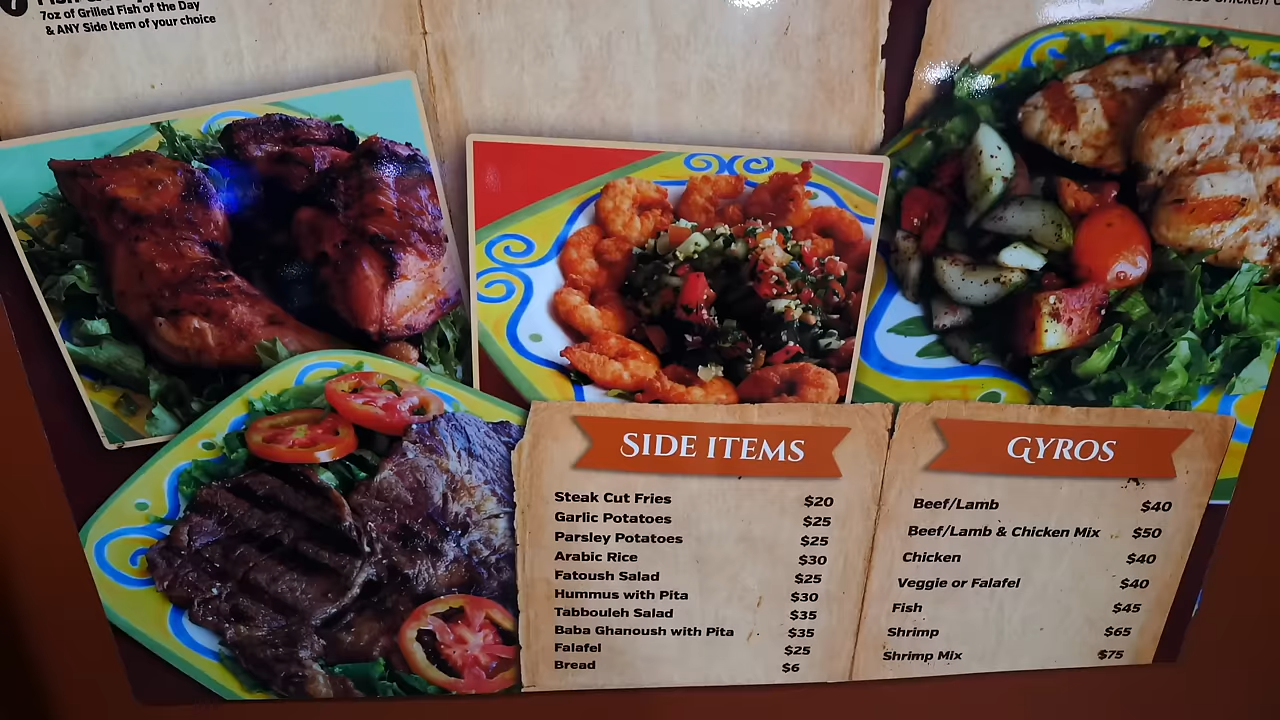 7oz of Grilled Fish of the Day
& ANY Side Item of your choice
SIDE ITEMS
Steak Cut Fries $20
Garlic Potatoes $25
Parsley Potatoes $25
Arabic Rice $30
Fatoush Salad $25
Hummus with Pita $30
Tabbouleh Salad $35
Baba Ghanoush with Pita $35
Falafel $25
Bread $6
GYROS
Beef/Lamb $40
Beef/Lamb & Chicken Mix $50
Chicken $40
Veggie or Falafel $40
Fish $45
Shrimp $65
Shrimp Mix $75